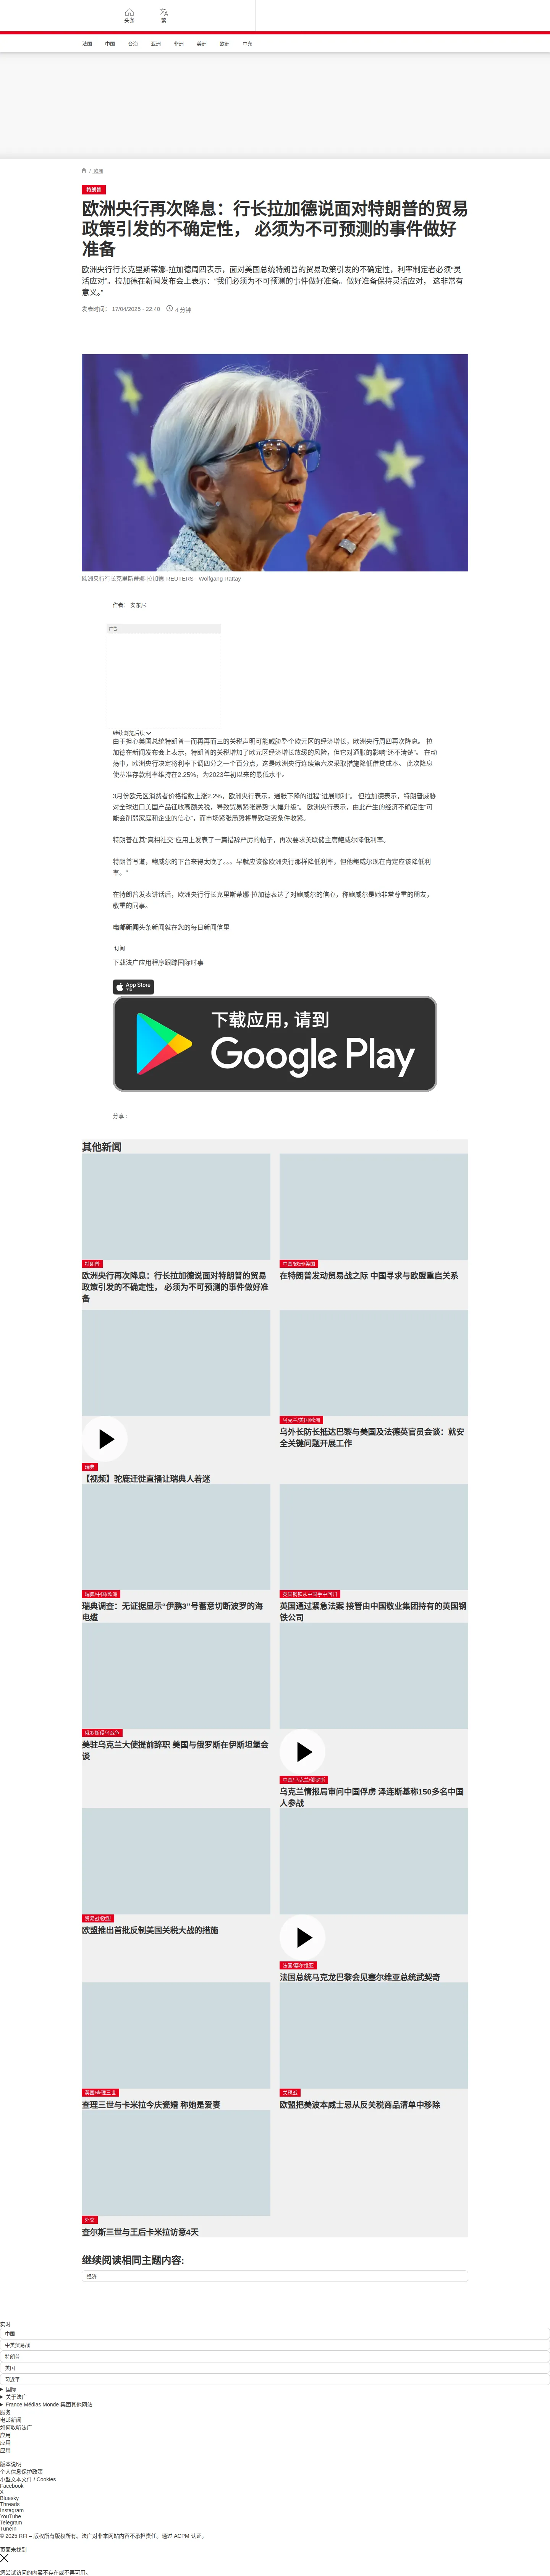 头条
繁
法国
中国
台海
亚洲
非洲
美洲
欧洲
中东
/ 欧洲
特朗普
欧洲央行再次降息：行长拉加德说面对特朗普的贸易
政策引发的不确定性， 必须为不可预测的事件做好
准备
欧洲央行行长克里斯蒂娜·拉加德周四表示，面对美国总统特朗普的贸易政策引发的不确定性，利率制定者必须“灵
活应对”。拉加德在新闻发布会上表示：“我们必须为不可预测的事件做好准备。做好准备保持灵活应对， 这非常有
意义。”
发表时间： 17/04/2025 - 22:40
4 分钟
欧洲央行行长克里斯蒂娜·拉加德 REUTERS - Wolfgang Rattay
作者： 安东尼
广告
继续浏览后续
由于担心美国总统特朗普一而再再而三的关税声明可能威胁整个欧元区的经济增长，欧洲央行周四再次降息。 拉
加德在新闻发布会上表示，特朗普的关税增加了欧元区经济增长放缓的风险，但它对通胀的影响“还不清楚”。 在动
荡中，欧洲央行决定将利率下调四分之一个百分点，这是欧洲央行连续第六次采取措施降低借贷成本。 此次降息
使基准存款利率维持在2.25%，为2023年初以来的最低水平。
3月份欧元区消费者价格指数上涨2.2%，欧洲央行表示，通胀下降的进程“进展顺利”。 但拉加德表示，特朗普威胁
对全球进口美国产品征收高额关税，导致贸易紧张局势“大幅升级”。 欧洲央行表示，由此产生的经济不确定性“可
能会削弱家庭和企业的信心”，而市场紧张局势将导致融资条件收紧。
特朗普在其“真相社交”应用上发表了一篇措辞严厉的帖子，再次要求美联储主席鲍威尔降低利率。
特朗普写道，鲍威尔的下台来得太晚了。。。早就应该像欧洲央行那样降低利率，但他鲍威尔现在肯定应该降低利
率。”
在特朗普发表讲话后，欧洲央行行长克里斯蒂娜·拉加德表达了对鲍威尔的信心，称鲍威尔是她非常尊重的朋友，
敬重的同事。
电邮新闻头条新闻就在您的每日新闻信里
订阅
下载法广应用程序跟踪国际时事
App Store
下载
下载应用，请到
Google Play
分享 :
其他新闻
特朗普
欧洲央行再次降息：行长拉加德说面对特朗普的贸易
政策引发的不确定性， 必须为不可预测的事件做好准
备
中国/欧洲/美国
在特朗普发动贸易战之际 中国寻求与欧盟重启关系
瑞典
【视频】驼鹿迁徙直播让瑞典人着迷
乌克兰/美国/欧洲
乌外长防长抵达巴黎与美国及法德英官员会谈：就安
全关键问题开展工作
瑞典/中国/欧洲
瑞典调查：无证据显示“伊鹏3”号蓄意切断波罗的海
电缆
英国钢铁从中国手中回归
英国通过紧急法案 接管由中国敬业集团持有的英国钢
铁公司
俄罗斯侵乌战争
美驻乌克兰大使提前辞职 美国与俄罗斯在伊斯坦堡会
谈
中国/乌克兰/俄罗斯
乌克兰情报局审问中国俘虏 泽连斯基称150多名中国
人参战
贸易战/欧盟
欧盟推出首批反制美国关税大战的措施
法国/塞尔维亚
法国总统马克龙巴黎会见塞尔维亚总统武契奇
英国/查理三世
查理三世与卡米拉今庆瓷婚 称她是爱妻
关税战
欧盟把美波本威士忌从反关税商品清单中移除
外交
查尔斯三世与王后卡米拉访意4天
继续阅读相同主题内容:
经济
实时
中国
中美贸易战
特朗普
美国
习近平
国际
关于法广
France Médias Monde 集团其他网站
服务
电邮新闻
如何收听法广
应用
应用
应用
版本说明
个人信息保护政策
小型文本文件 / Cookies
Facebook
X
Bluesky
Threads
Instagram
YouTube
Telegram
TuneIn
© 2025 RFI – 版权所有版权所有。法广对非本网站内容不承担责任。通过 ACPM 认证。
页面未找到
您尝试访问的内容不存在或不再可用。